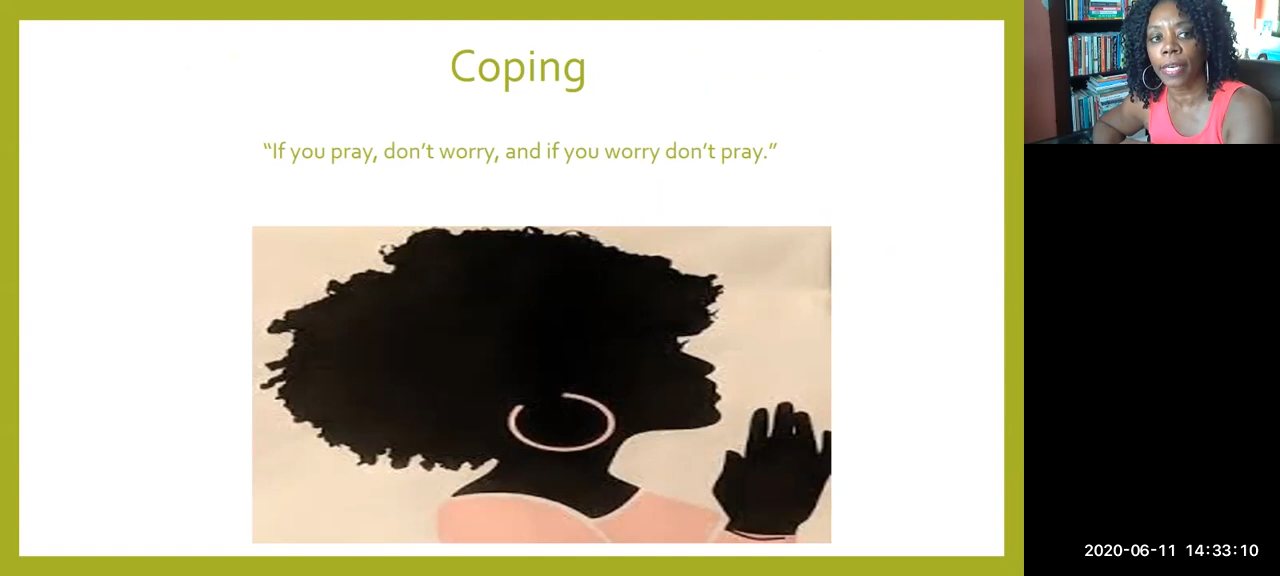 Coping
“If you pray, don’t worry, and if you worry don’t pray.”
2020-06-11 14:33:10